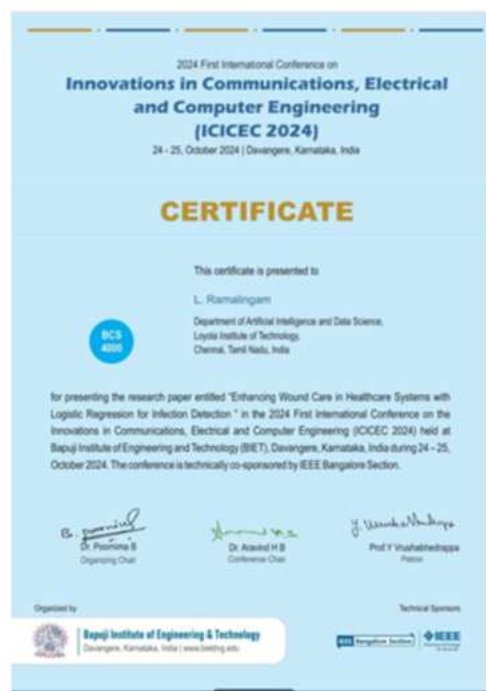 2024 First International Conference on
Innovations in Communications, Electrical
and Computer Engineering
(ICICEC 2024)
24 - 25, October 2024 | Davangere, Karnataka, India
CERTIFICATE
This certificate is presented to
L. Ramalingam
Department of Artificial Intelligence and Data Science,
Loyola Institute of Technology,
Chennai, Tamil Nadu, India
BCS
4000
for presenting the research paper entitled "Enhancing Wound Care in Healthcare Systems with
Logistic Regression for Infection Detection " in the 2024 First International Conference on the
Innovations in Communications, Electrical and Computer Engineering (ICICEC 2024) held at
Bapuji Institute of Engineering and Technology (BIET), Davangere, Karnataka, India during 24 – 25,
October 2024. The conference is technically co-sponsored by IEEE Bangalore Section.
Dr. Poornima B
Organizing Chair
Dr. Aravind H B
Conference Chair
Prof.Y Vrushabhedrappa
Patron
Organized by
Technical Sponsors
Bapuji Institute of Engineering & Technology
Davangere, Karnataka, India | www.bietdvg.edu
IEEE Bangalore Section
IEEE